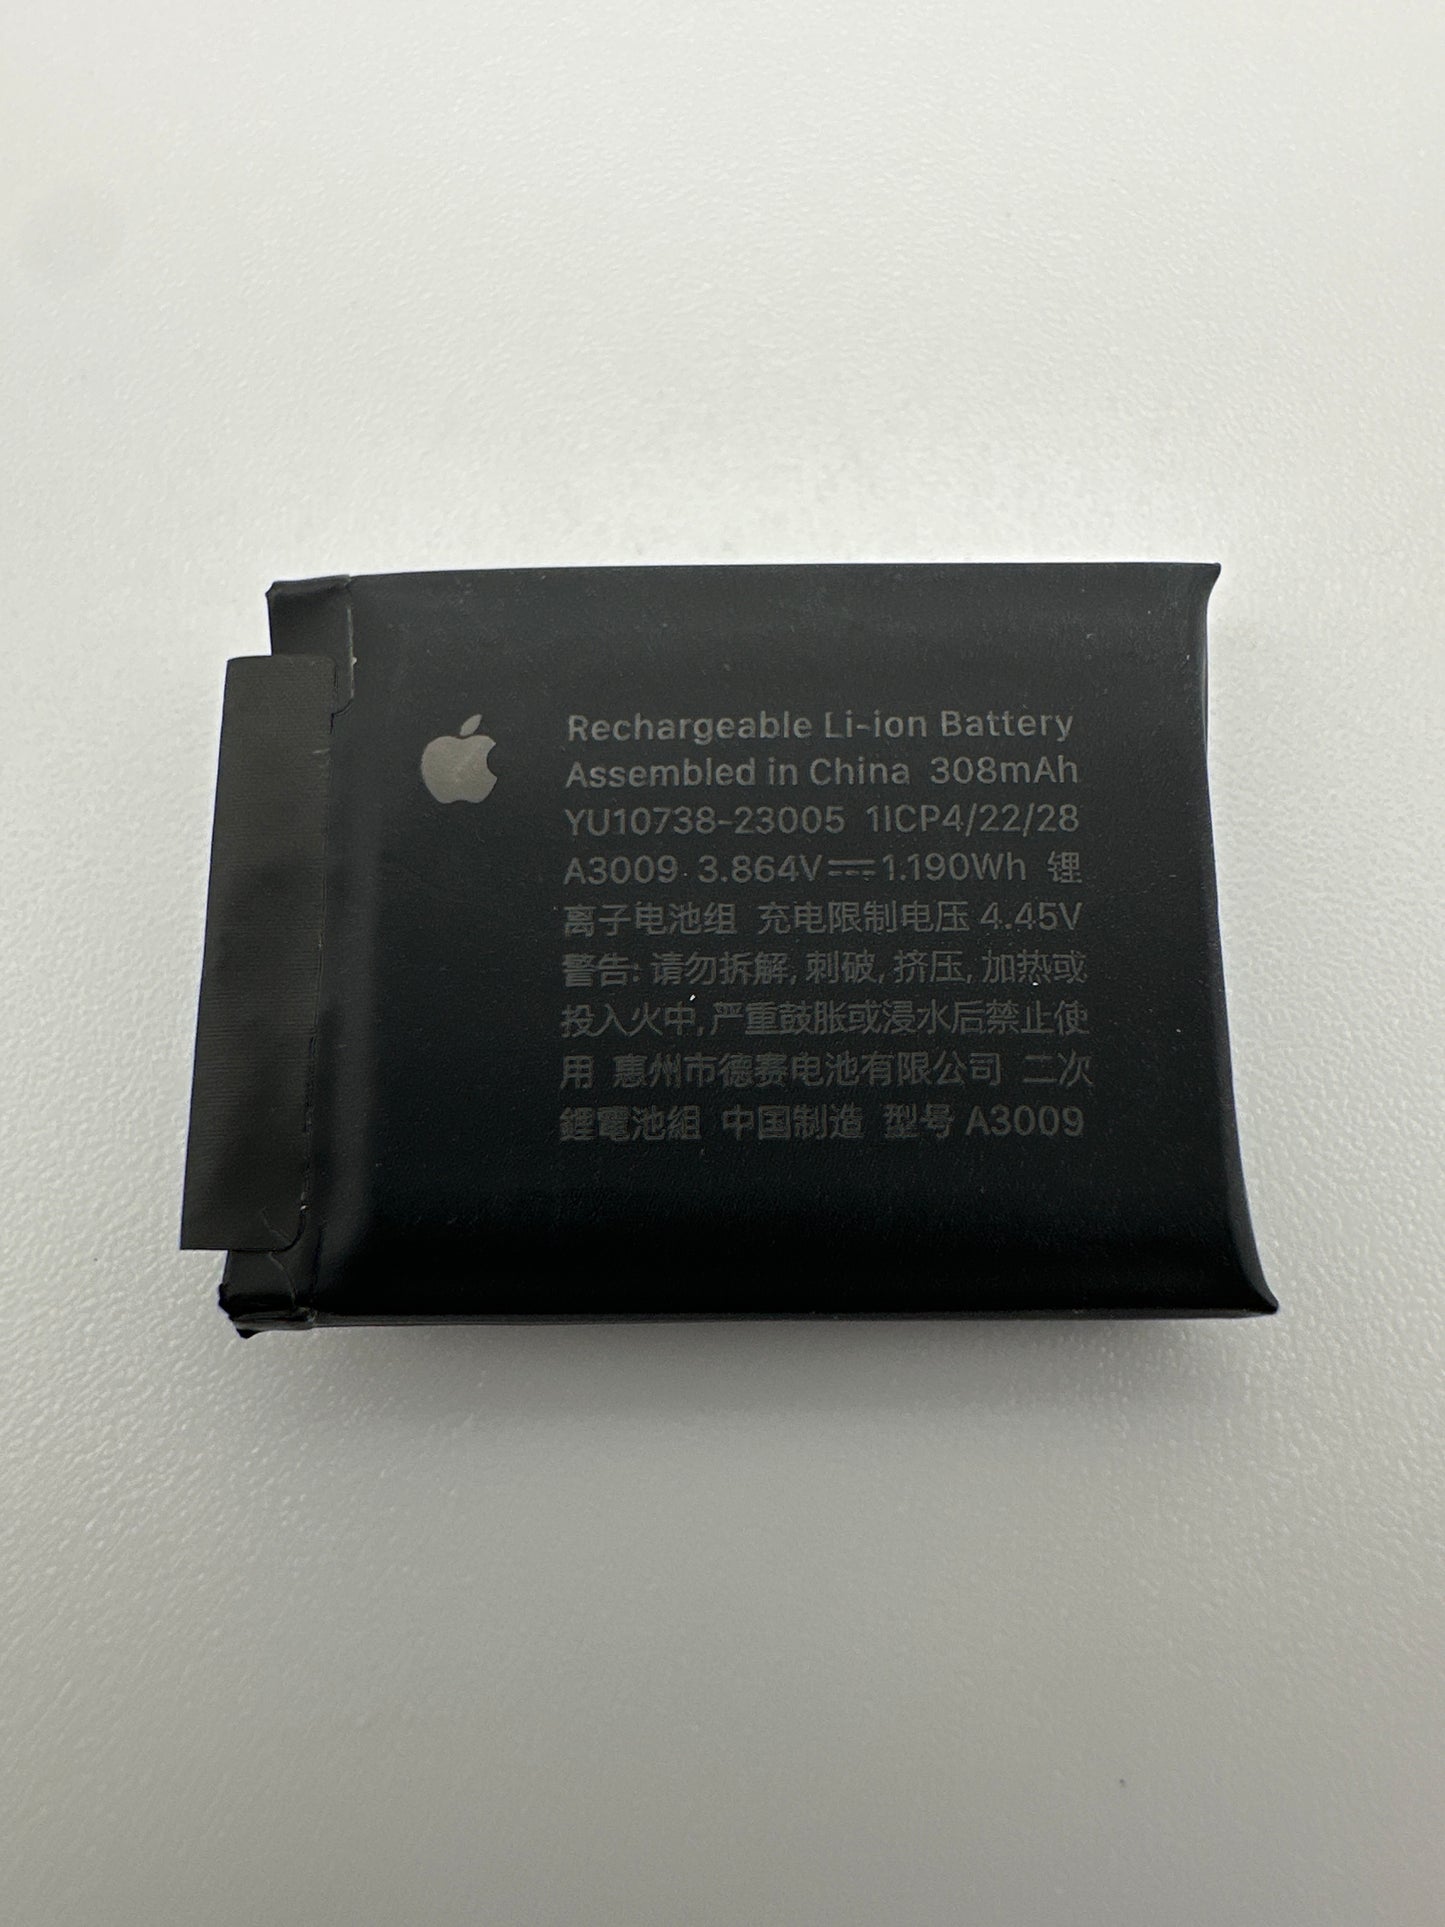 Rechargeable Li-ion Battery
Assembled in China 308mAh
YU10738-23005 1ICP4/22/28
A3009 3.864V⎓1.190Wh 锂
离子电池组 充电限制电压 4.45V
警告: 请勿拆解, 刺破, 挤压, 加热或
投入火中, 严重鼓胀或浸水后禁止使
用 惠州市德赛电池有限公司 二次
鋰電池組 中国制造 型号 A3009